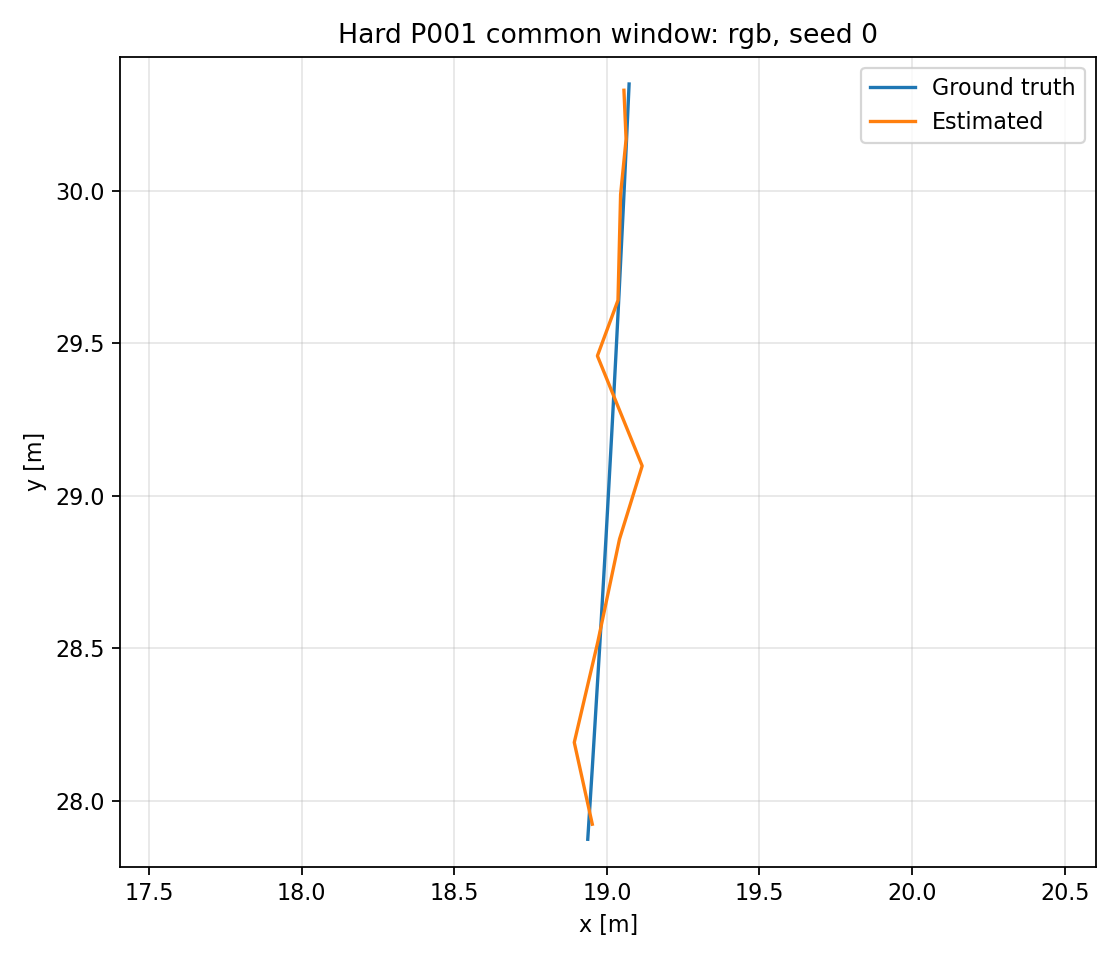 Hard P001 common window: rgb, seed 0
Ground truth
Estimated
30.0
29.5
29.0
28.5
28.0
y [m]
17.5 18.0 18.5 19.0 19.5 20.0 20.5
x [m]